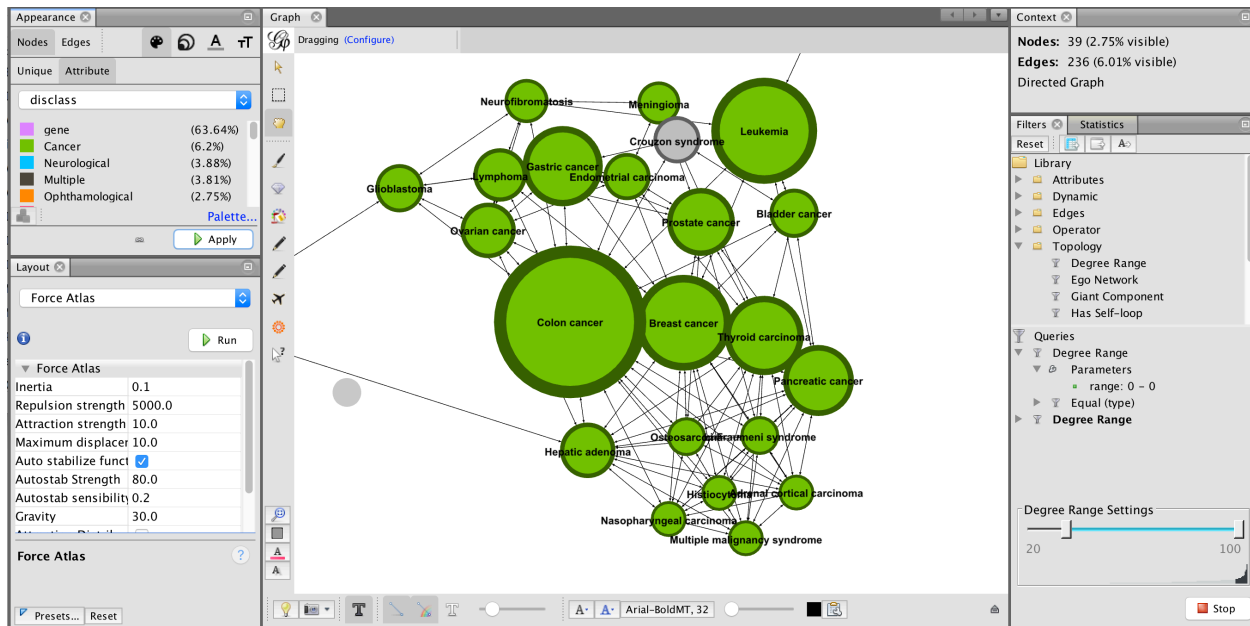 Appearance
Nodes Edges
Unique Attribute
disclass
gene (63.64%)
Cancer (6.2%)
Neurological (3.88%)
Multiple (3.81%)
Ophthamological (2.75%)
Palette...
Apply
Layout
Force Atlas
Run
Force Atlas
Inertia 0.1
Repulsion strength 5000.0
Attraction strength 10.0
Maximum displacer 10.0
Auto stabilize funct
Autostab Strength 80.0
Autostab sensibility 0.2
Gravity 30.0
Force Atlas
Presets... Reset
Graph
Dragging (Configure)
Neurofibromatosis
Meningioma
Leukemia
Crouzon syndrome
Gastric cancer
Lymphoma
Endometrial carcinoma
Glioblastoma
Bladder cancer
Prostate cancer
Ovarian cancer
Colon cancer
Breast cancer
Thyroid carcinoma
Pancreatic cancer
Hepatic adenoma
Li-Fraumeni syndrome
Adrenal cortical carcinoma
Nasopharyngeal carcinoma
Multiple malignancy syndrome
Arial-BoldMT, 32
Context
Nodes: 39 (2.75% visible)
Edges: 236 (6.01% visible)
Directed Graph
Filters Statistics
Reset
Library
Attributes
Dynamic
Edges
Operator
Topology
Degree Range
Ego Network
Giant Component
Has Self-loop
Queries
Degree Range
Parameters
range: 0 - 0
Equal (type)
Degree Range
Degree Range Settings
20 100
Stop